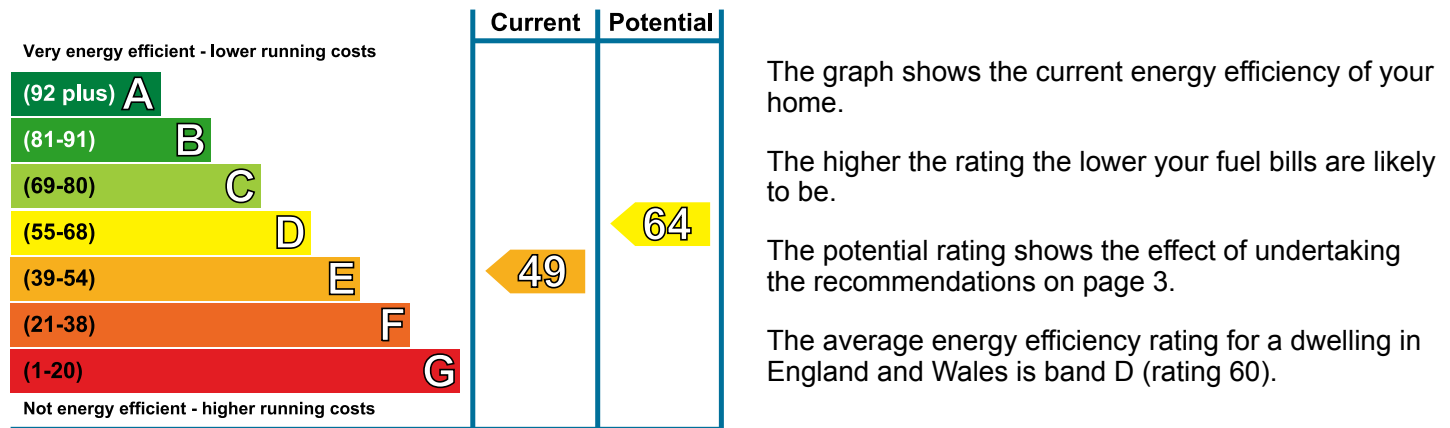 Current Potential
Very energy efficient - lower running costs
(92 plus) A
(81-91) B
(69-80) C
(55-68) D
64
(39-54) E
49
(21-38) F
(1-20) G
Not energy efficient - higher running costs
The graph shows the current energy efficiency of your
home.
The higher the rating the lower your fuel bills are likely
to be.
The potential rating shows the effect of undertaking
the recommendations on page 3.
The average energy efficiency rating for a dwelling in
England and Wales is band D (rating 60).